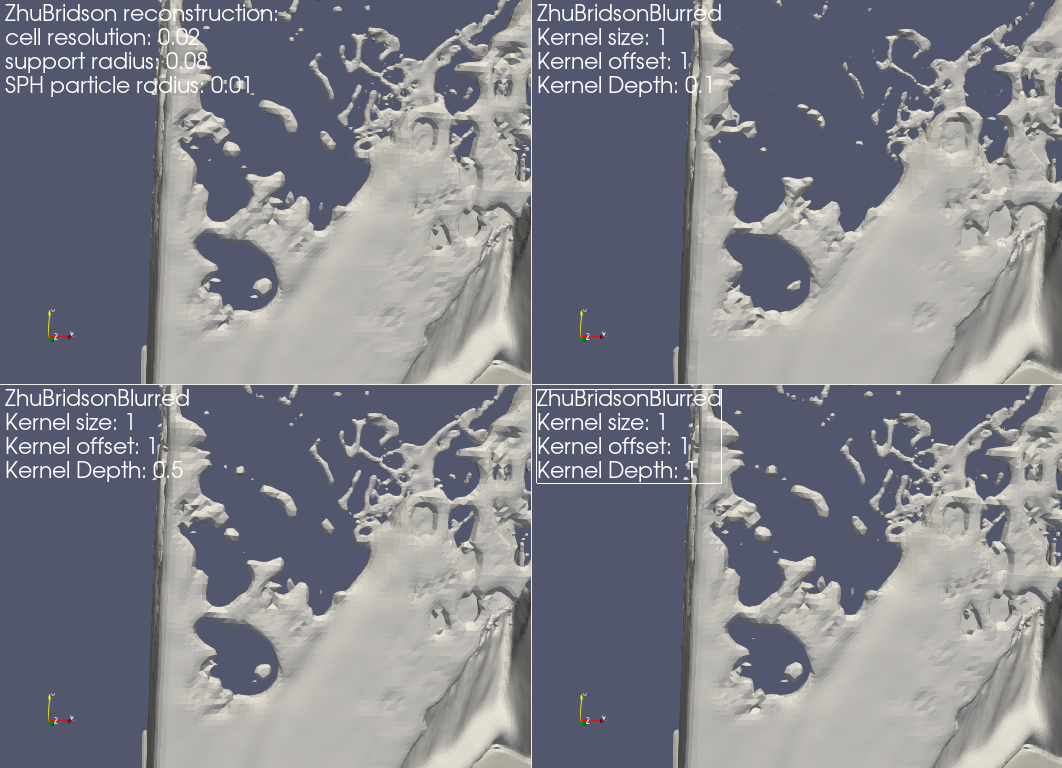 ZhuBridson reconstruction:
cell resolution: 0.02
support radius: 0.08
SPH particle radius: 0.01
ZhuBridsonBlurred
Kernel size: 1
Kernel offset: 1
Kernel Depth: 0.1
ZhuBridsonBlurred
Kernel size: 1
Kernel offset: 1
Kernel Depth: 0.5
ZhuBridsonBlurred
Kernel size: 1
Kernel offset: 1
Kernel Depth: 1